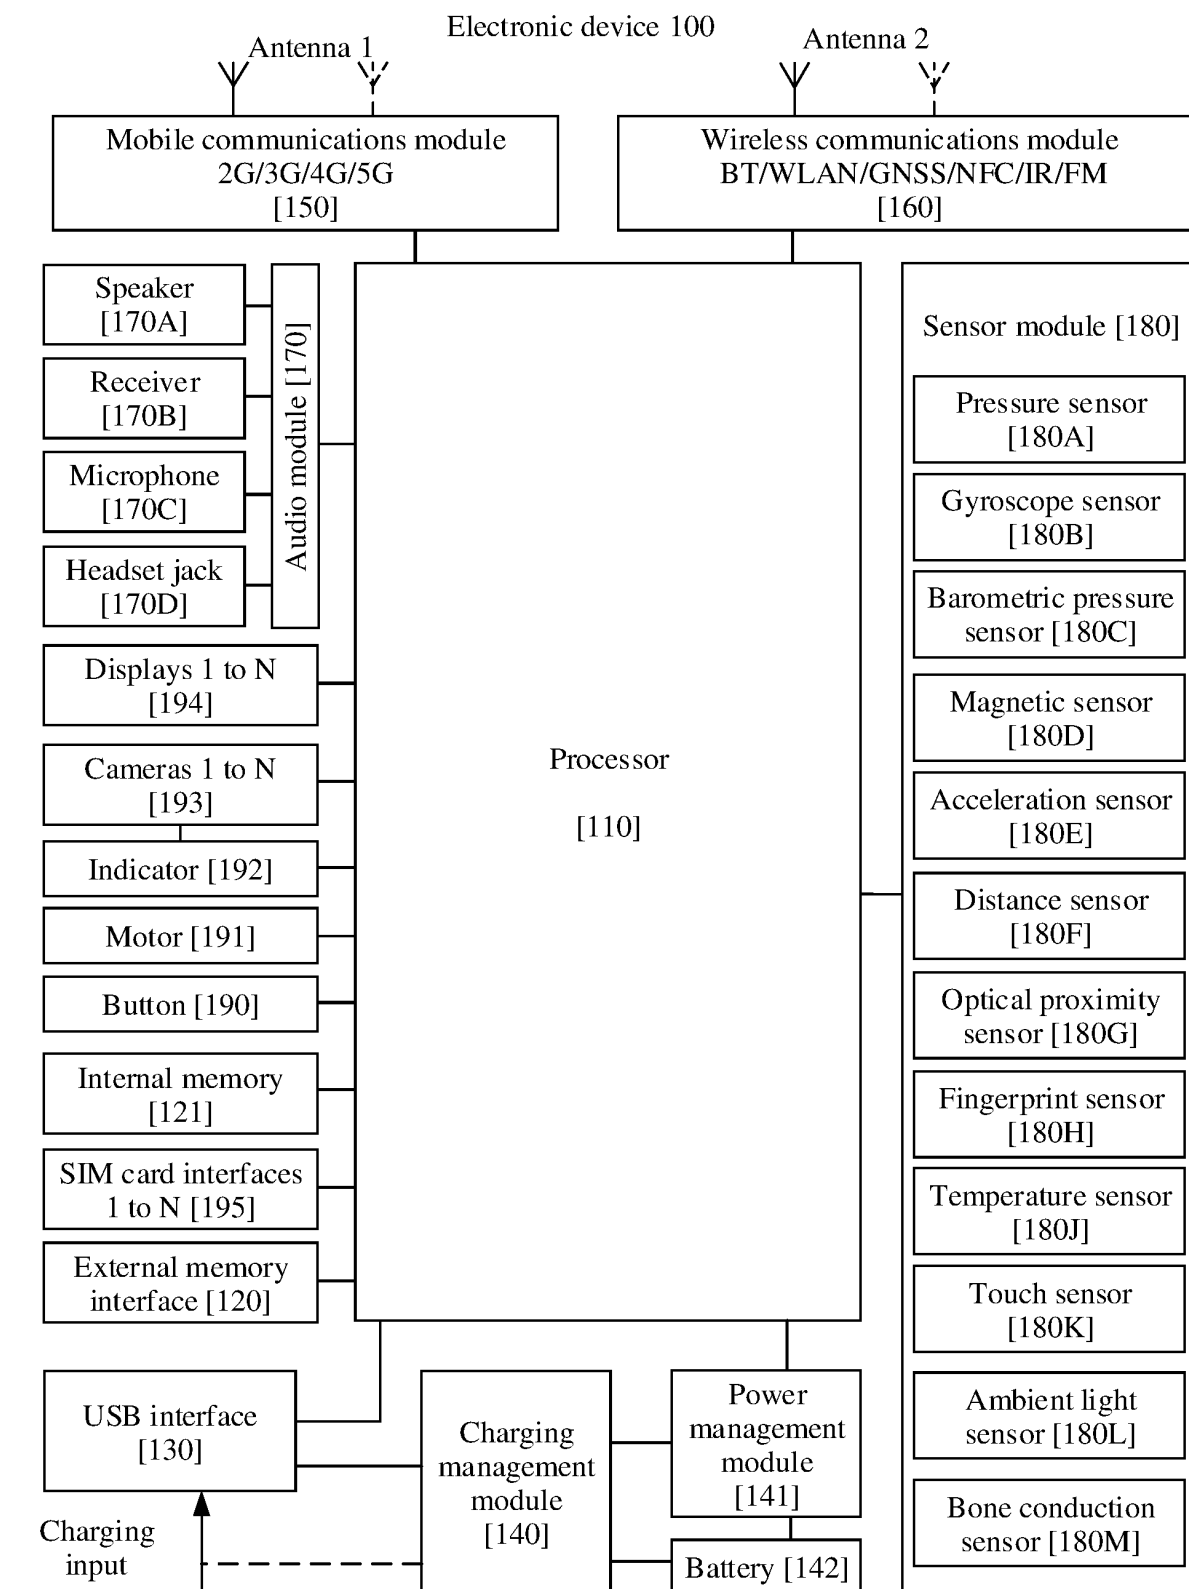 Electronic device 100
Antenna 1
Antenna 2
Mobile communications module
2G/3G/4G/5G
[150]
Wireless communications module
BT/WLAN/GNSS/NFC/IR/FM
[160]
Speaker
[170A]
Receiver
[170B]
Microphone
[170C]
Headset jack
[170D]
Audio module [170]
Displays 1 to N
[194]
Cameras 1 to N
[193]
Indicator [192]
Motor [191]
Button [190]
Internal memory
[121]
SIM card interfaces
1 to N [195]
External memory
interface [120]
Processor
[110]
Sensor module [180]
Pressure sensor
[180A]
Gyroscope sensor
[180B]
Barometric pressure
sensor [180C]
Magnetic sensor
[180D]
Acceleration sensor
[180E]
Distance sensor
[180F]
Optical proximity
sensor [180G]
Fingerprint sensor
[180H]
Temperature sensor
[180J]
Touch sensor
[180K]
Ambient light
sensor [180L]
Bone conduction
sensor [180M]
USB interface
[130]
Charging
input
Charging
management
module
[140]
Power
management
module
[141]
Battery [142]